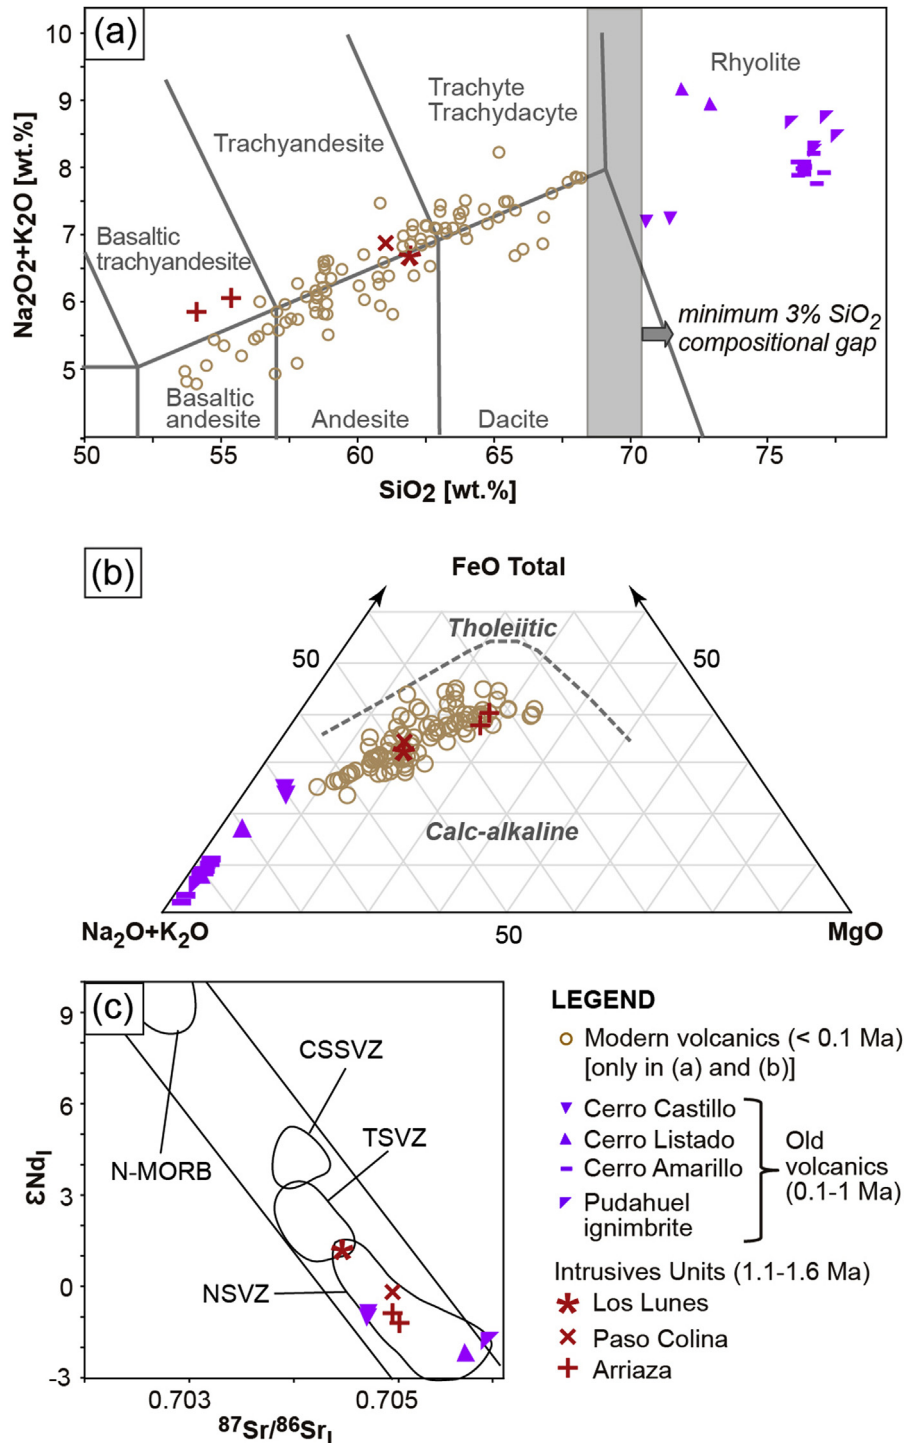 (a)
10
9
8
7
6
5
Na2O2+K2O [wt.%]
Rhyolite
Trachyte
Trachydacyte
Trachyandesite
Basaltic
trachyandesite
minimum 3% SiO2
compositional gap
Basaltic
andesite
Andesite
Dacite
50
55
60
65
70
75
SiO2 [wt.%]
(b)
FeO Total
Tholeiitic
50
50
Calc-alkaline
Na2O+K2O
50
MgO
(c)
9
6
3
0
-3
ƐNdI
CSSVZ
TSVZ
N-MORB
NSVZ
0.703
0.705
87Sr/86SrI
LEGEND
Modern volcanics (< 0.1 Ma)
[only in (a) and (b)]
Cerro Castillo
Cerro Listado
Cerro Amarillo
Pudahuel
ignimbrite
Old
volcanics
(0.1-1 Ma)
Intrusives Units (1.1-1.6 Ma)
Los Lunes
Paso Colina
Arriaza